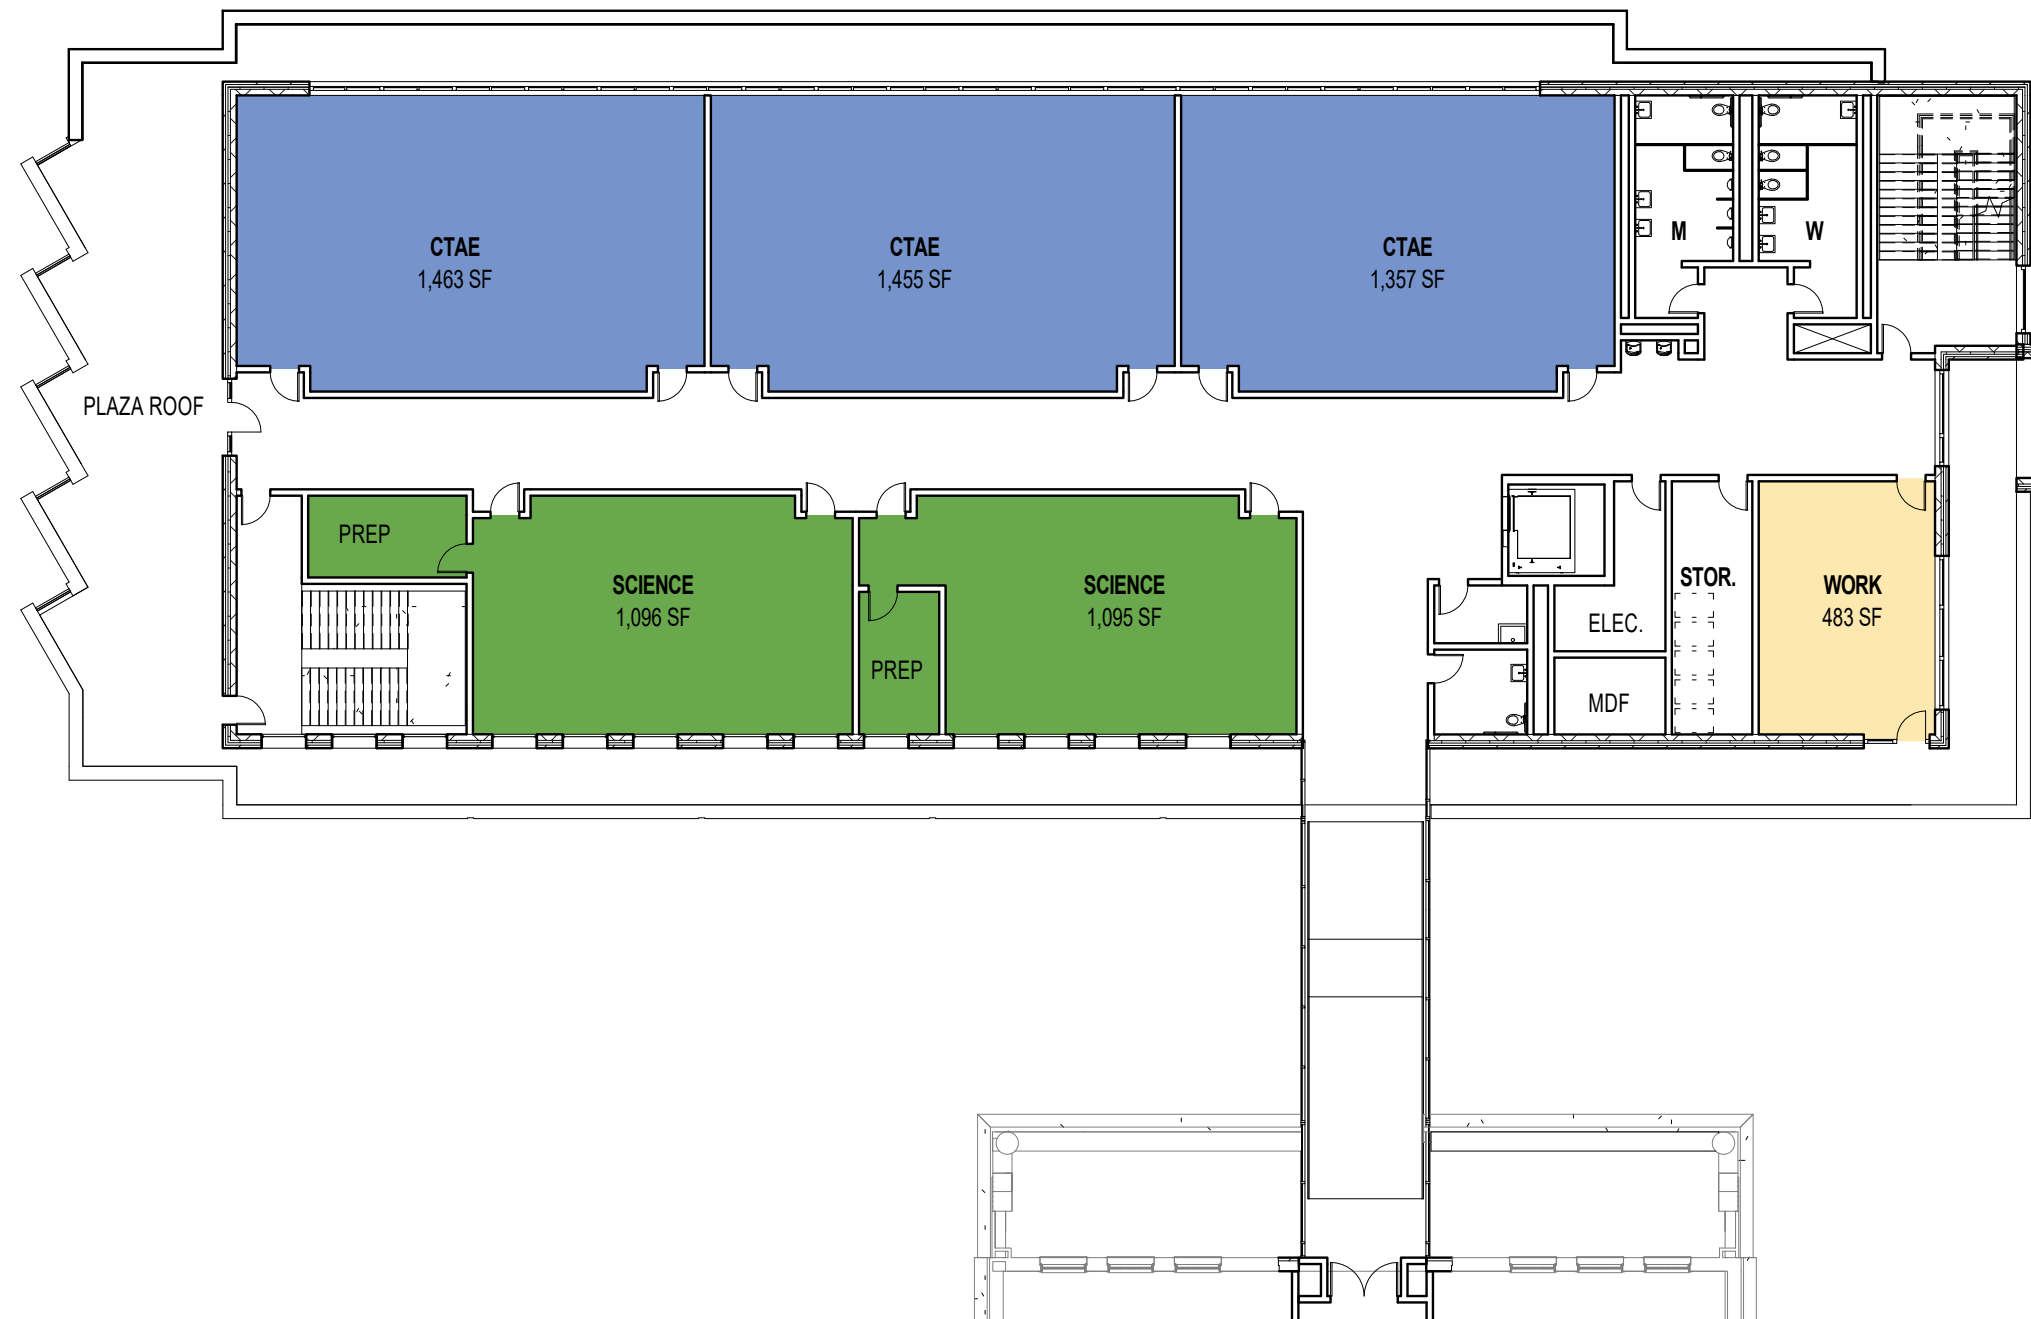 CTAE
1,463 SF
CTAE
1,455 SF
CTAE
1,357 SF
M
W
PLAZA ROOF
PREP
SCIENCE
1,096 SF
SCIENCE
1,095 SF
PREP
STOR.
ELEC.
MDF
WORK
483 SF